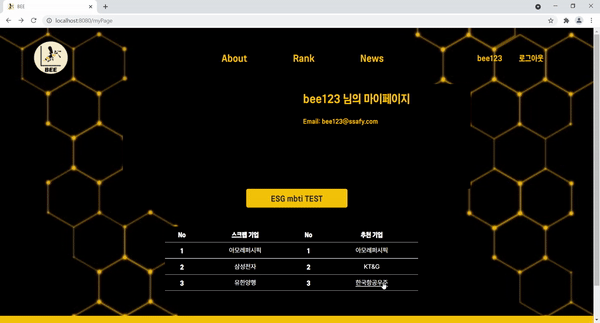 BEE
localhost:8080/myPage
BEE
About
Rank
News
bee123
로그아웃
bee123 님의 마이페이지
Email: bee123@ssafy.com
ESG mbti TEST
No 스크랩 기업 No 추천 기업
1 아모레퍼시픽 1 아모레퍼시픽
2 삼성전자 2 KT&G
3 유한양행 3 한국항공우주